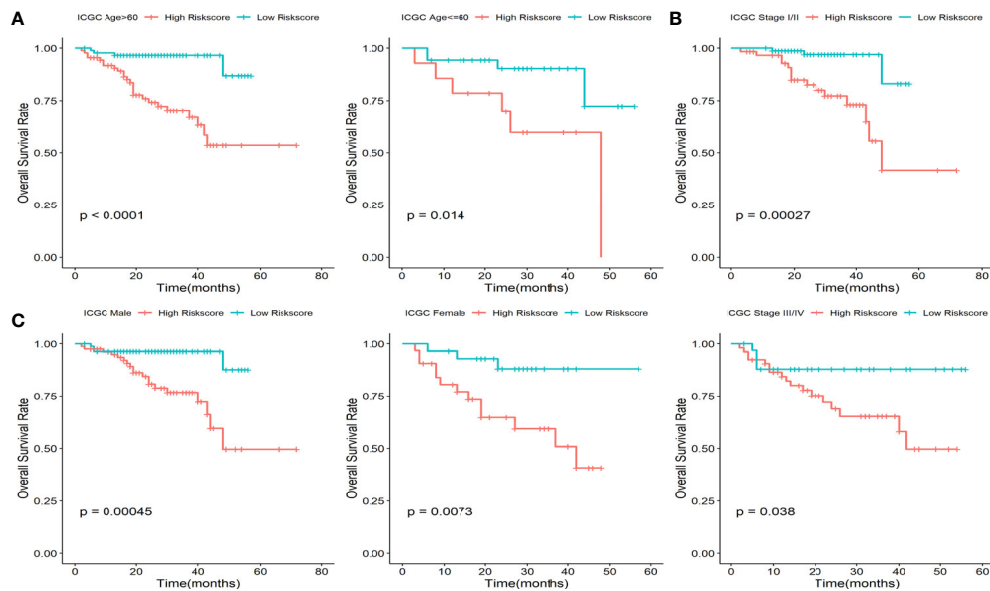 A
ICGC Age>60 High Riskscore Low Riskscore
1.00
0.75
0.50
0.25
0.00
Overall Survival Rate
p < 0.0001
0 20 40 60 80
Time(months)
ICGC Age<=60 High Riskscore Low Riskscore
1.00
0.75
0.50
0.25
0.00
Overall Survival Rate
p = 0.014
0 10 20 30 40 50 60
Time(months)
B
ICGC Stage I/II High Riskscore Low Riskscore
1.00
0.75
0.50
0.25
0.00
Overall Survival Rate
p = 0.00027
0 20 40 60 80
Time(months)
C
ICGC Male High Riskscore Low Riskscore
1.00
0.75
0.50
0.25
0.00
Overall Survival Rate
p = 0.00045
0 20 40 60 80
Time(months)
ICGC Female High Riskscore Low Riskscore
1.00
0.75
0.50
0.25
0.00
Overall Survival Rate
p = 0.0073
0 10 20 30 40 50 60
Time(months)
CGC Stage III/IV High Riskscore Low Riskscore
1.00
0.75
0.50
0.25
0.00
Overall Survival Rate
p = 0.038
0 10 20 30 40 50 60
Time(months)